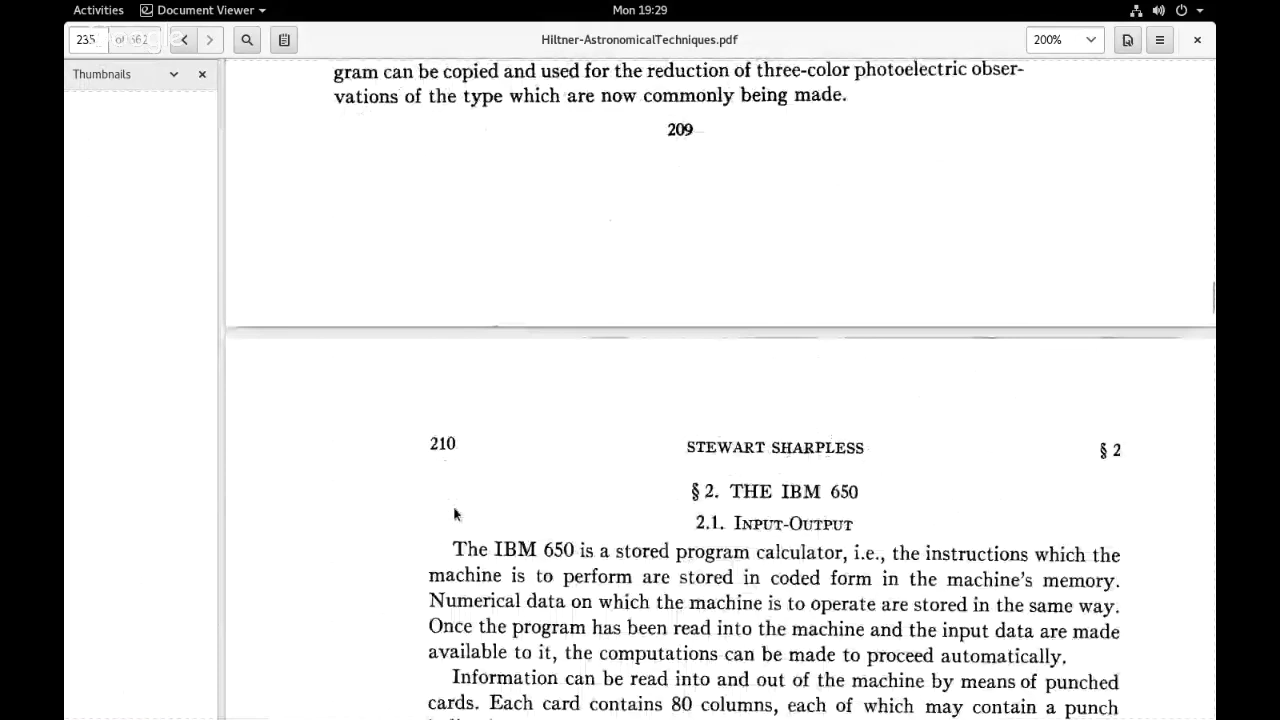 Activities Document Viewer Mon 19:29
235 of 662 Hiltner-AstronomicalTechniques.pdf 200%
Thumbnails
gram can be copied and used for the reduction of three-color photoelectric obser-
vations of the type which are now commonly being made.
209
210 STEWART SHARPLESS § 2
§ 2. THE IBM 650
2.1. INPUT-OUTPUT
The IBM 650 is a stored program calculator, i.e., the instructions which the
machine is to perform are stored in coded form in the machine's memory.
Numerical data on which the machine is to operate are stored in the same way.
Once the program has been read into the machine and the input data are made
available to it, the computations can be made to proceed automatically.
Information can be read into and out of the machine by means of punched
cards. Each card contains 80 columns, each of which may contain a punch